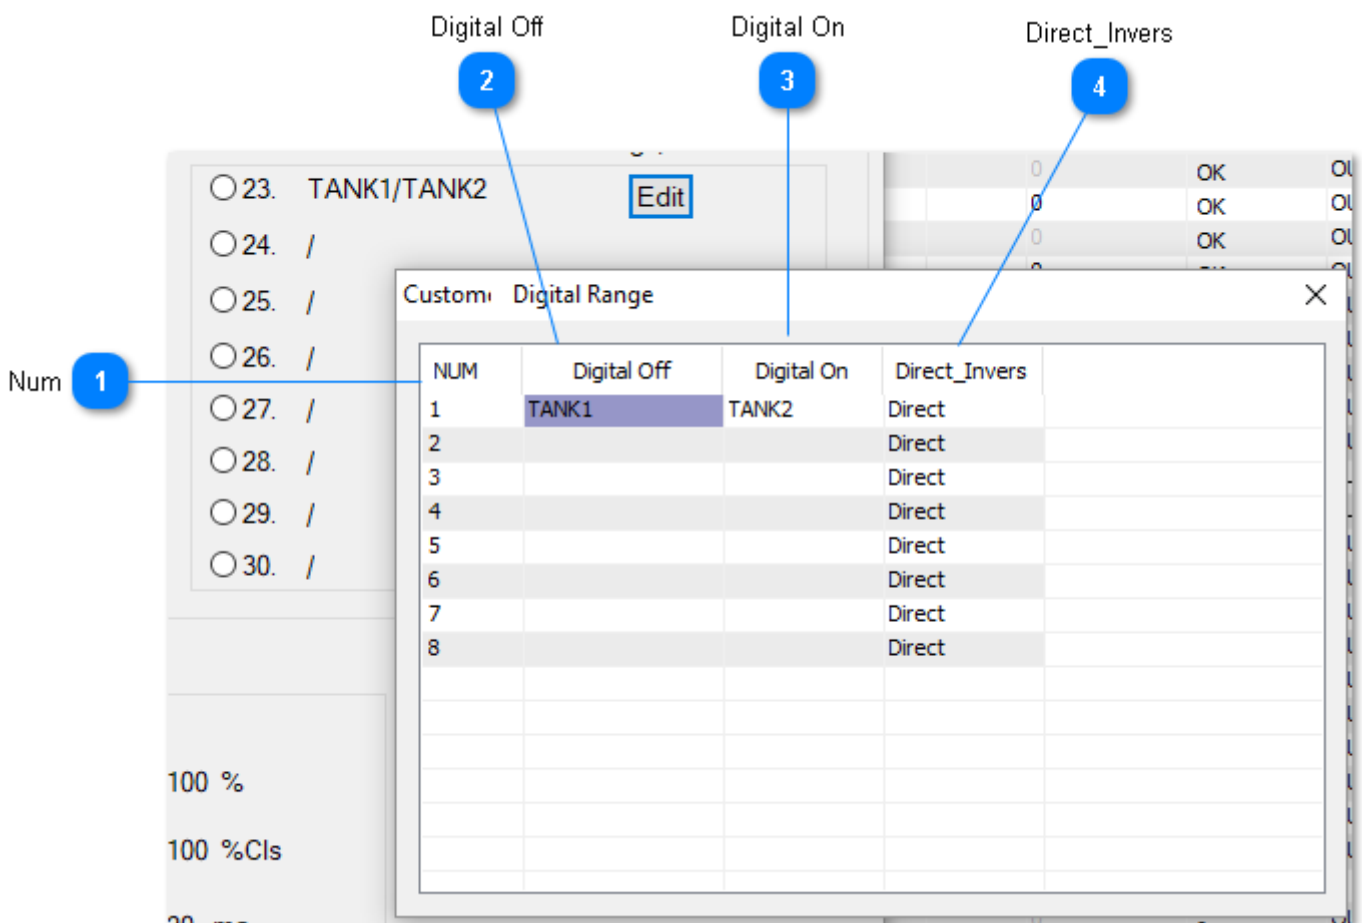 Digital Off
Digital On
Direct_Invers
2
3
4
23. TANK1/TANK2
Edit
0 OK
0 OK
0 OK
24. /
25. /
26. /
27. /
28. /
29. /
30. /
Num 1
Digital Range
NUM Digital Off Digital On Direct_Invers
1 TANK1 TANK2 Direct
2 Direct
3 Direct
4 Direct
5 Direct
6 Direct
7 Direct
8 Direct
100 %
100 %Cls